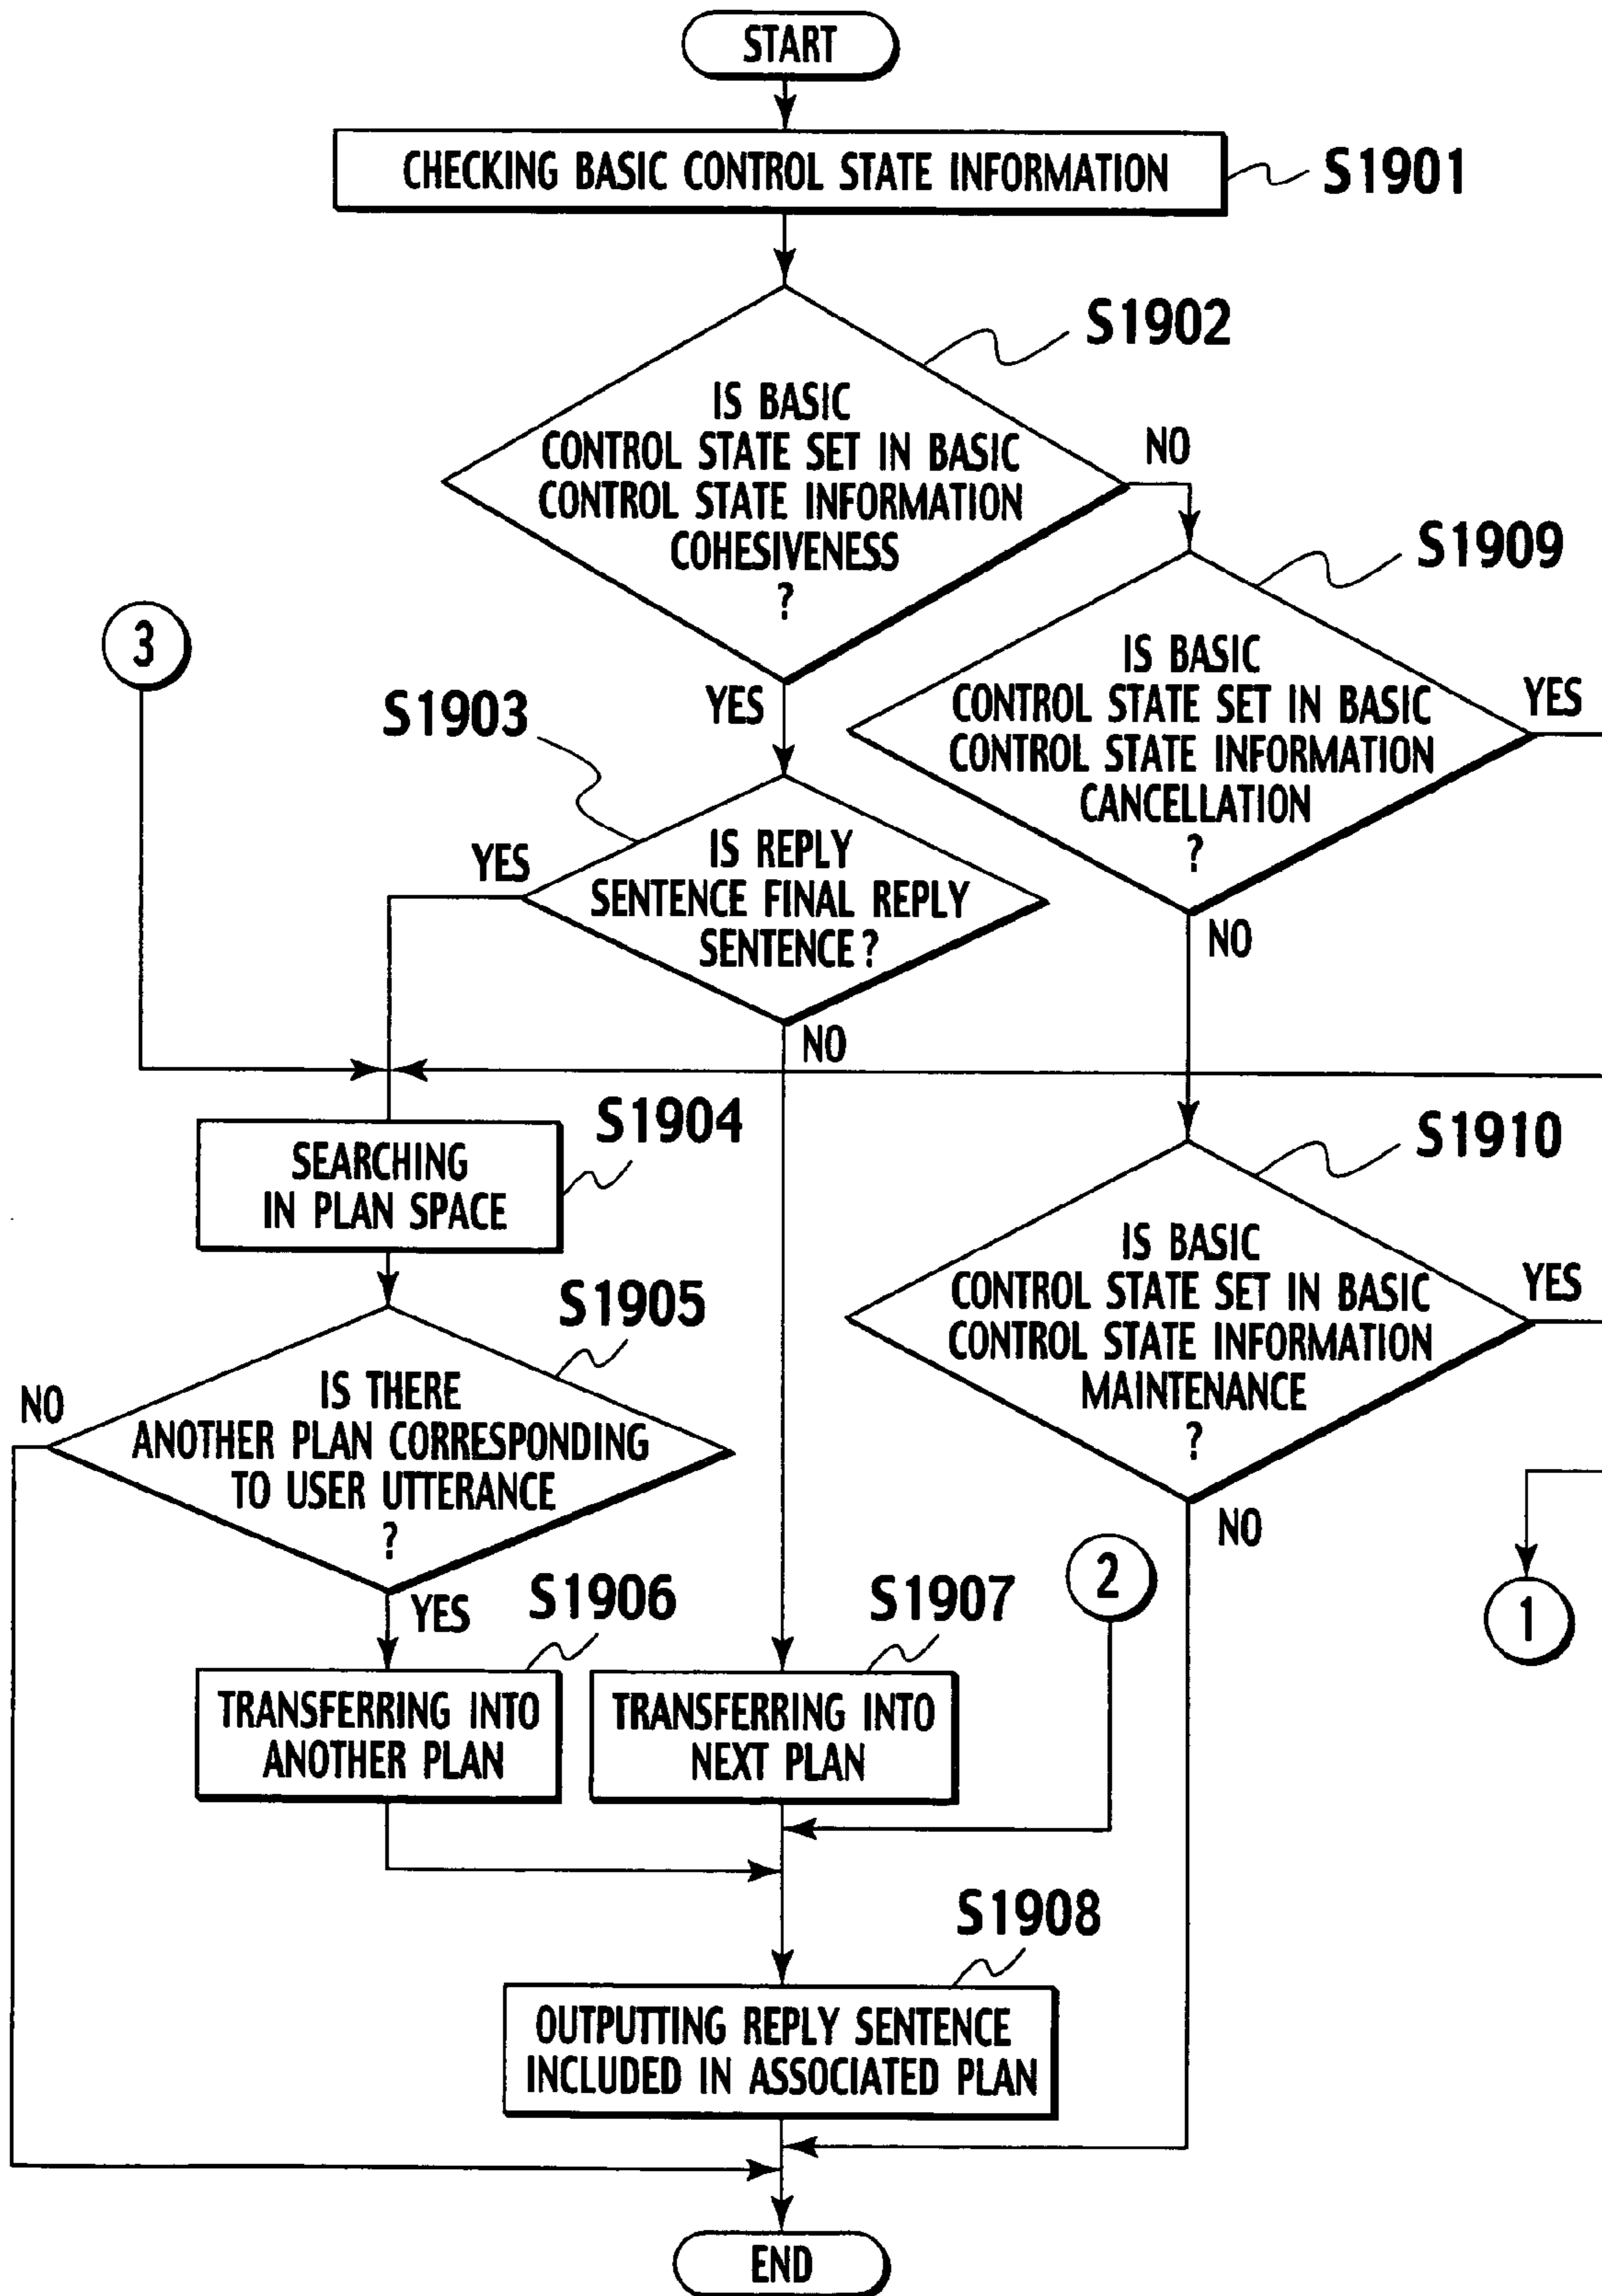 START
CHECKING BASIC CONTROL STATE INFORMATION
S1901
S1902
IS BASIC
CONTROL STATE SET IN BASIC
CONTROL STATE INFORMATION
COHESIVENESS
?
NO
YES
S1909
IS BASIC
CONTROL STATE SET IN BASIC
CONTROL STATE INFORMATION
CANCELLATION
?
YES
NO
3
S1903
IS REPLY
SENTENCE FINAL REPLY
SENTENCE?
YES
NO
S1904
SEARCHING
IN PLAN SPACE
S1910
IS BASIC
CONTROL STATE SET IN BASIC
CONTROL STATE INFORMATION
MAINTENANCE
?
YES
NO
S1905
IS THERE
ANOTHER PLAN CORRESPONDING
TO USER UTTERANCE
?
NO
YES
1
2
S1906
TRANSFERRING INTO
ANOTHER PLAN
S1907
TRANSFERRING INTO
NEXT PLAN
S1908
OUTPUTTING REPLY SENTENCE
INCLUDED IN ASSOCIATED PLAN
END